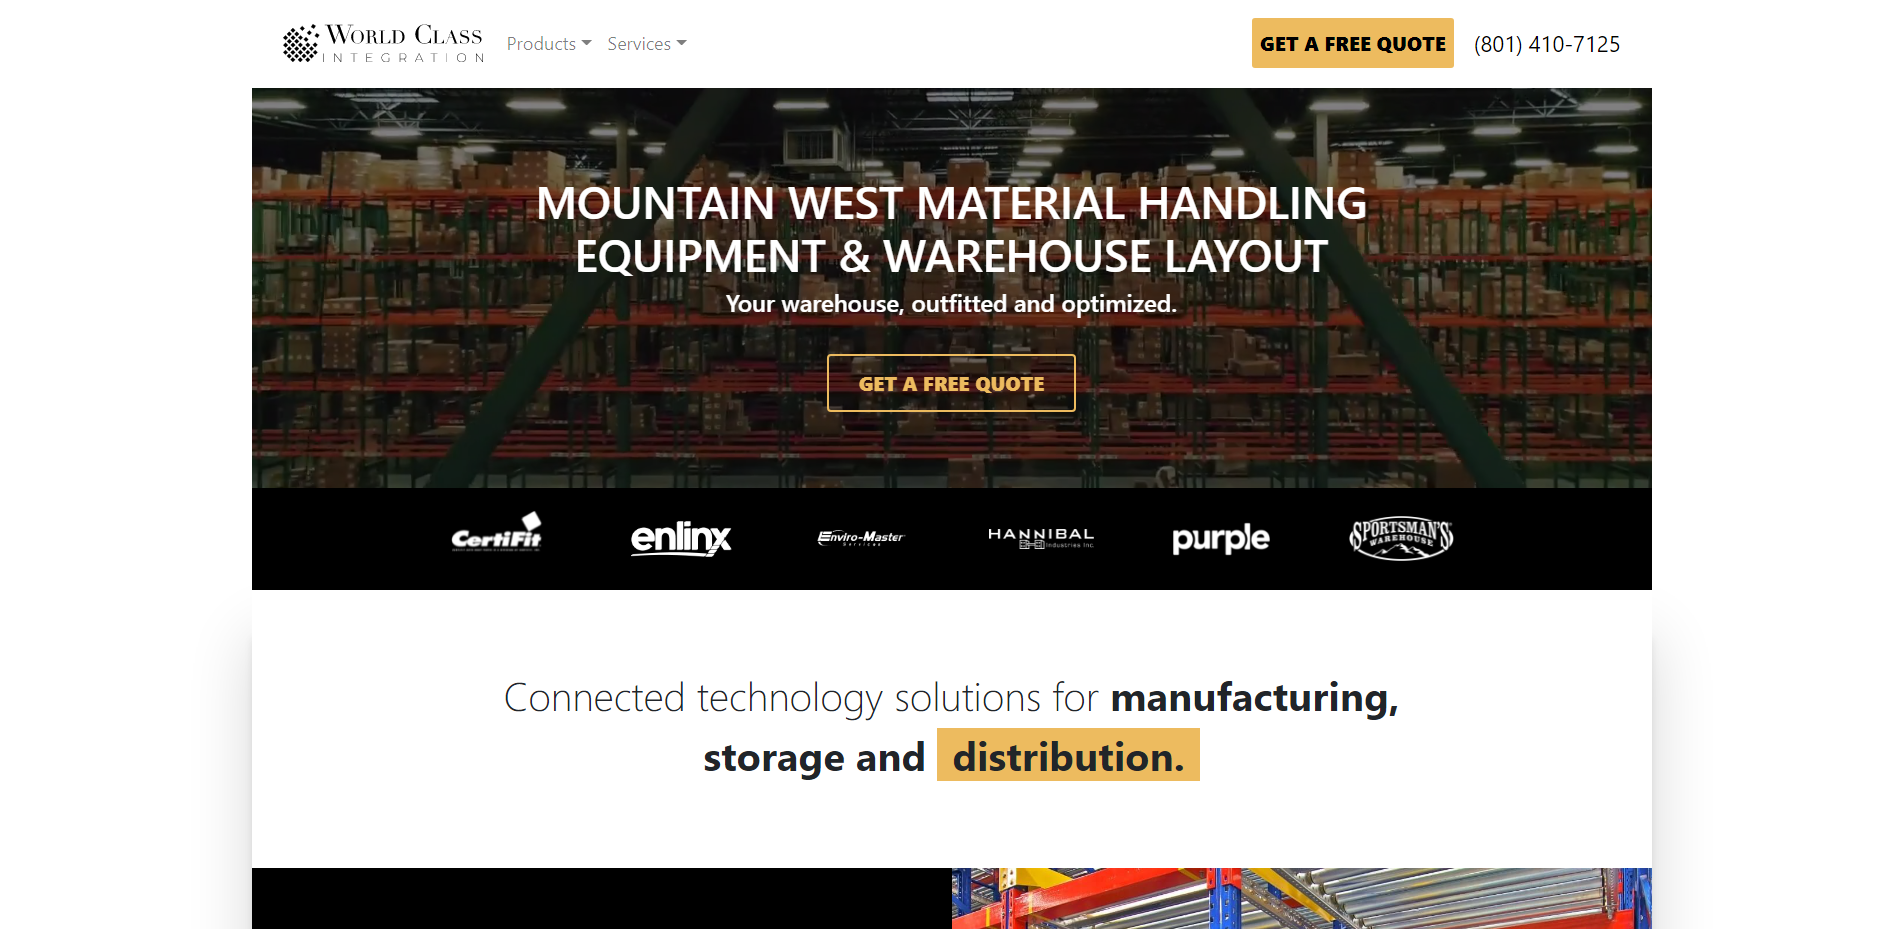 WORLD CLASS
INTEGRATION
Products
Services
GET A FREE QUOTE
(801) 410-7125
MOUNTAIN WEST MATERIAL HANDLING
EQUIPMENT & WAREHOUSE LAYOUT
Your warehouse, outfitted and optimized.
GET A FREE QUOTE
CertiFit
enlinx
Enviro-Master
Services
HANNIBAL
Industries Inc.
purple
SPORTSMAN'S
WAREHOUSE
Connected technology solutions for manufacturing,
storage and distribution.